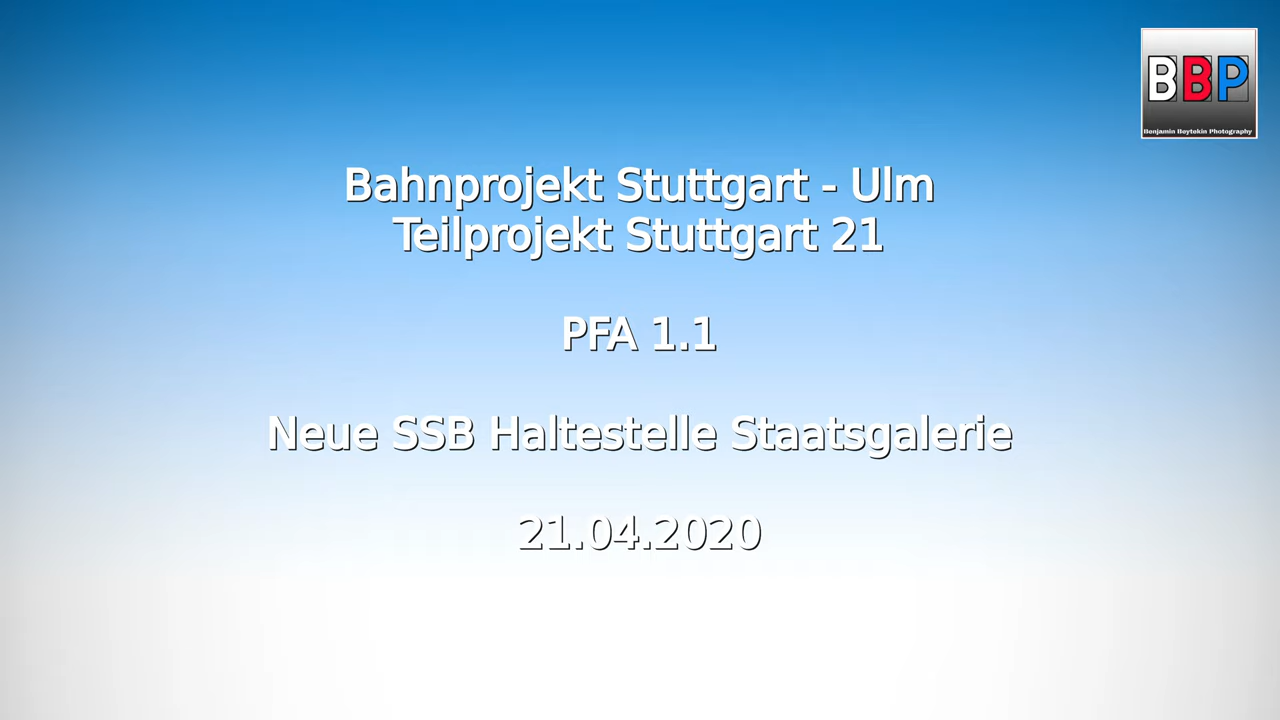 BBP
Benjamin Beytekin Photography
Bahnprojekt Stuttgart - Ulm
Teilprojekt Stuttgart 21
PFA 1.1
Neue SSB Haltestelle Staatsgalerie
21.04.2020